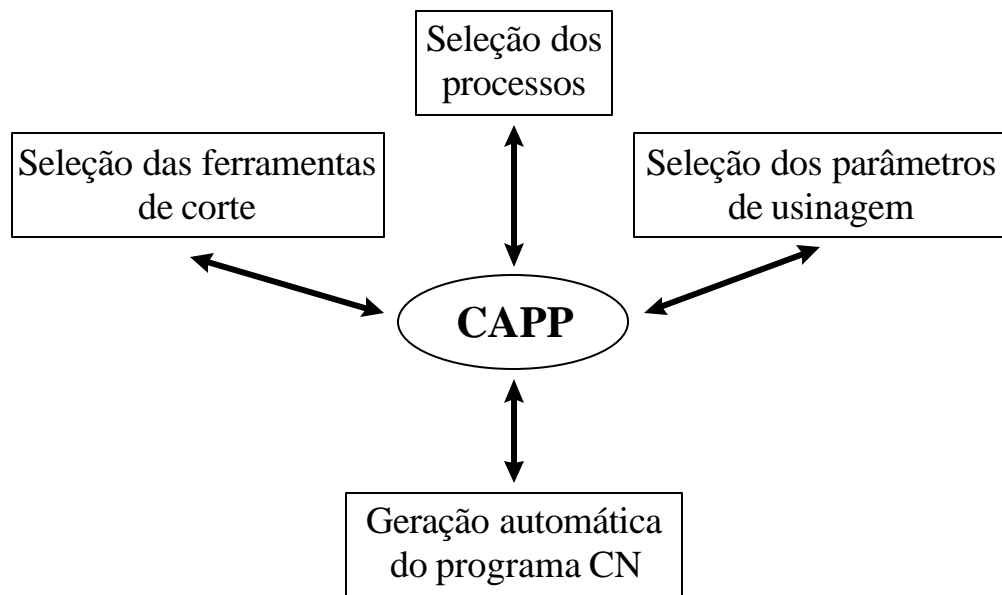 Seleção dos
processos
Seleção das ferramentas
de corte
Seleção dos parâmetros
de usinagem
CAPP
Geração automática
do programa CN